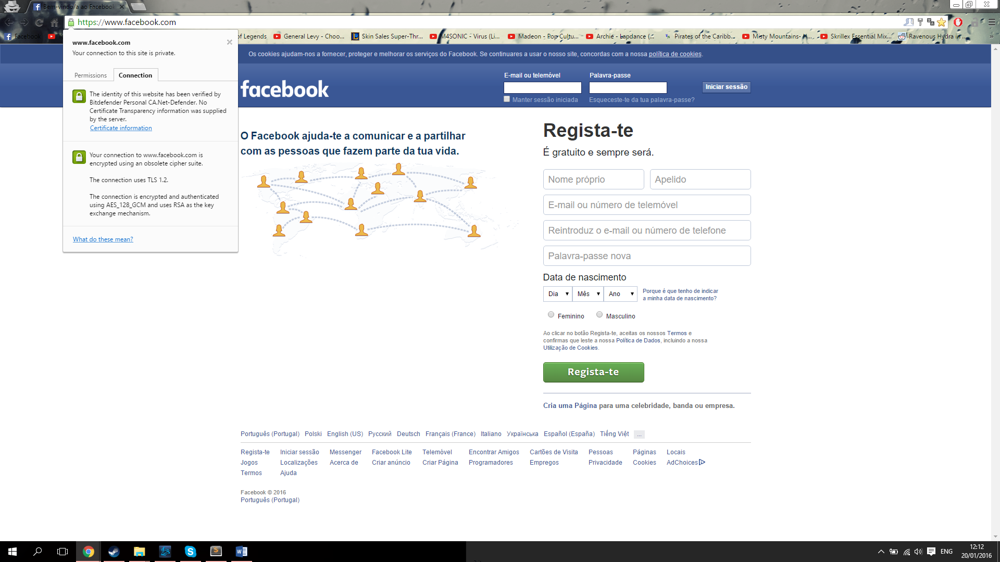 Bem-vindo/a ao Facebook
https://www.facebook.com
Facebook
of Legends
General Levy - Choo...
Skin Sales Super-Thr...
M4SONIC - Virus (Li...
Madeon - Pop Cultu...
Archie - Lapdance (...
Pirates of the Caribb...
Misty Mountains- H...
Skrillex Essential Mix...
Ravenous Hydra in ...
www.facebook.com
Your connection to this site is private.
Permissions
Connection
The identity of this website has been verified by
Bitdefender Personal CA.Net-Defender. No
Certificate Transparency information was supplied
by the server.
Certificate information
Your connection to www.facebook.com is
encrypted using an obsolete cipher suite.
The connection uses TLS 1.2.
The connection is encrypted and authenticated
using AES_128_GCM and uses RSA as the key
exchange mechanism.
What do these mean?
Os cookies ajudam-nos a fornecer, proteger e melhorar os serviços do Facebook. Se continuares a usar o nosso site, concordas com a nossa política de cookies.
facebook
E-mail ou telemóvel
Palavra-passe
Iniciar sessão
Manter sessão iniciada
Esqueceste-te da tua palavra-passe?
O Facebook ajuda-te a comunicar e a partilhar
com as pessoas que fazem parte da tua vida.
Regista-te
É gratuito e sempre será.
Nome próprio
Apelido
E-mail ou número de telemóvel
Reintroduz o e-mail ou número de telefone
Palavra-passe nova
Data de nascimento
Dia
Mês
Ano
Porque é que tenho de indicar
a minha data de nascimento?
Feminino
Masculino
Ao clicar no botão Regista-te, aceitas os nossos Termos e
confirmas que leste a nossa Política de Dados, incluindo a nossa
Utilização de Cookies.
Regista-te
Cria uma Página para uma celebridade, banda ou empresa.
Português (Portugal) Polski English (US) Русский Deutsch Français (France) Italiano Українська Español (España) Tiếng Việt ...
Regista-te Iniciar sessão Messenger Facebook Lite Telemóvel Encontrar Amigos Cartões de Visita Pessoas Páginas Locais
Jogos Localizações Acerca de Criar anúncio Criar Página Programadores Empregos Privacidade Cookies AdChoices
Termos Ajuda
Facebook © 2016
Português (Portugal)
ENG
12:12
20/01/2016